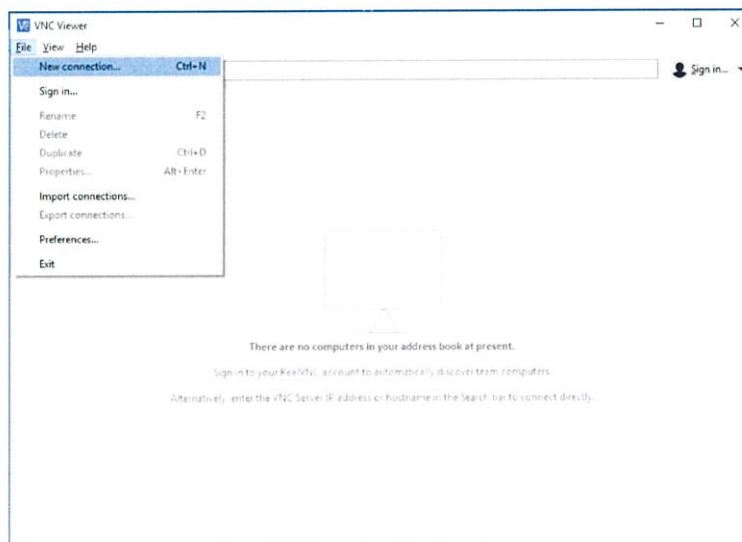 VNC Viewer
File View Help
New connection... Ctrl+N
Sign in...
Sign in...
Rename F2
Delete
Duplicate Ctrl+D
Properties... Alt+Enter
Import connections...
Export connections...
Preferences...
Exit
There are no computers in your address book at present.
Sign in to your RealVNC account to automatically discover team computers.
Alternatively, enter the VNC Server IP address or hostname in the Search bar to connect directly.